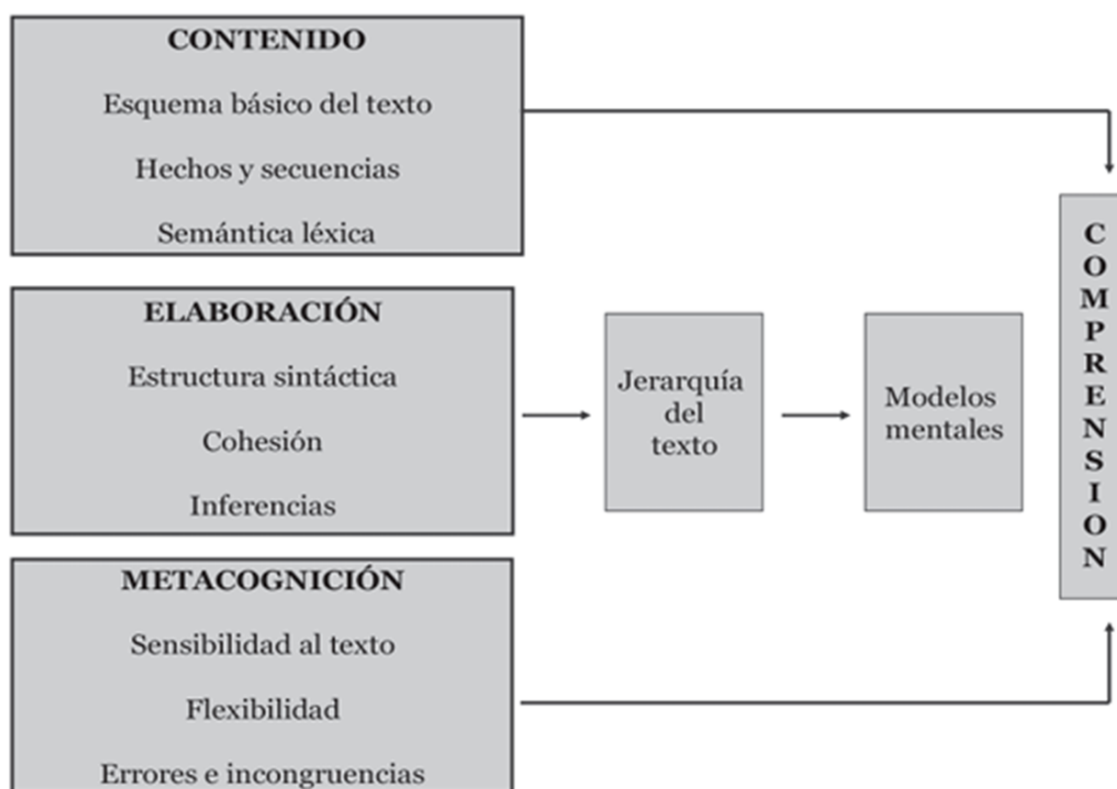 CONTENIDO
Esquema básico del texto
Hechos y secuencias
Semántica léxica
ELABORACIÓN
Estructura sintáctica
Cohesión
Inferencias
METACOGNICIÓN
Sensibilidad al texto
Flexibilidad
Errores e incongruencias
Jerarquía
del
texto
Modelos
mentales
C
O
M
P
R
E
N
S
I
O
N